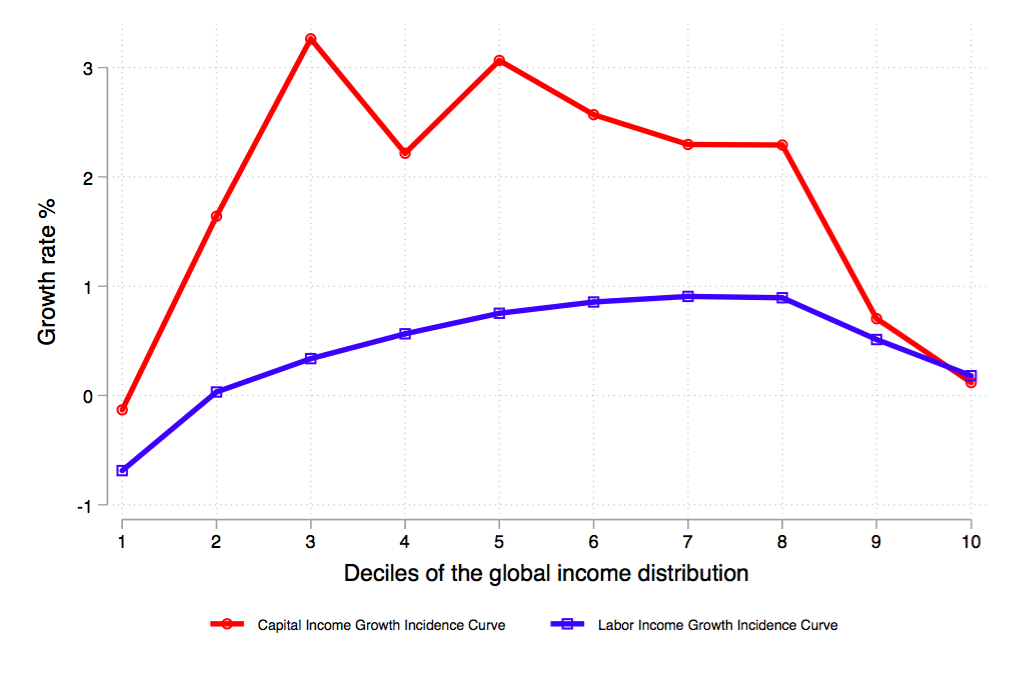 3
2
1
0
-1
Growth rate %
1 2 3 4 5 6 7 8 9 10
Deciles of the global income distribution
Capital Income Growth Incidence Curve Labor Income Growth Incidence Curve